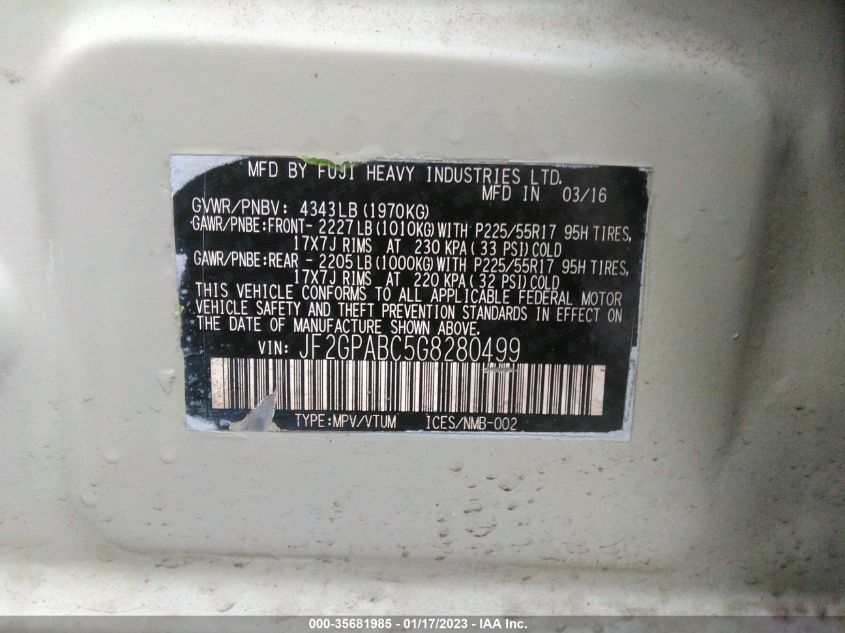 MFD BY FUJI HEAVY INDUSTRIES LTD.
MFD IN 03/16
GVWR/PNBV: 4343LB (1970KG)
GAWR/PNBE:FRONT- 2227LB (1010KG)WITH P225/55R17 95H TIRES,
17X7J RIMS AT 230 KPA (33 PSI)COLD
GAWR/PNBE:REAR - 2205LB (1000KG)WITH P225/55R17 95H TIRES,
17X7J RIMS AT 220 KPA (32 PSI)COLD
THIS VEHICLE CONFORMS TO ALL APPLICABLE FEDERAL MOTOR
VEHICLE SAFETY AND THEFT PREVENTION STANDARDS IN EFFECT ON
THE DATE OF MANUFACTURE SHOWN ABOVE.
VIN: JF2GPABC5G8280499
TYPE:MPV/VTUM ICES/NMB-002
000-35681985 - 01/17/2023 - IAA Inc.